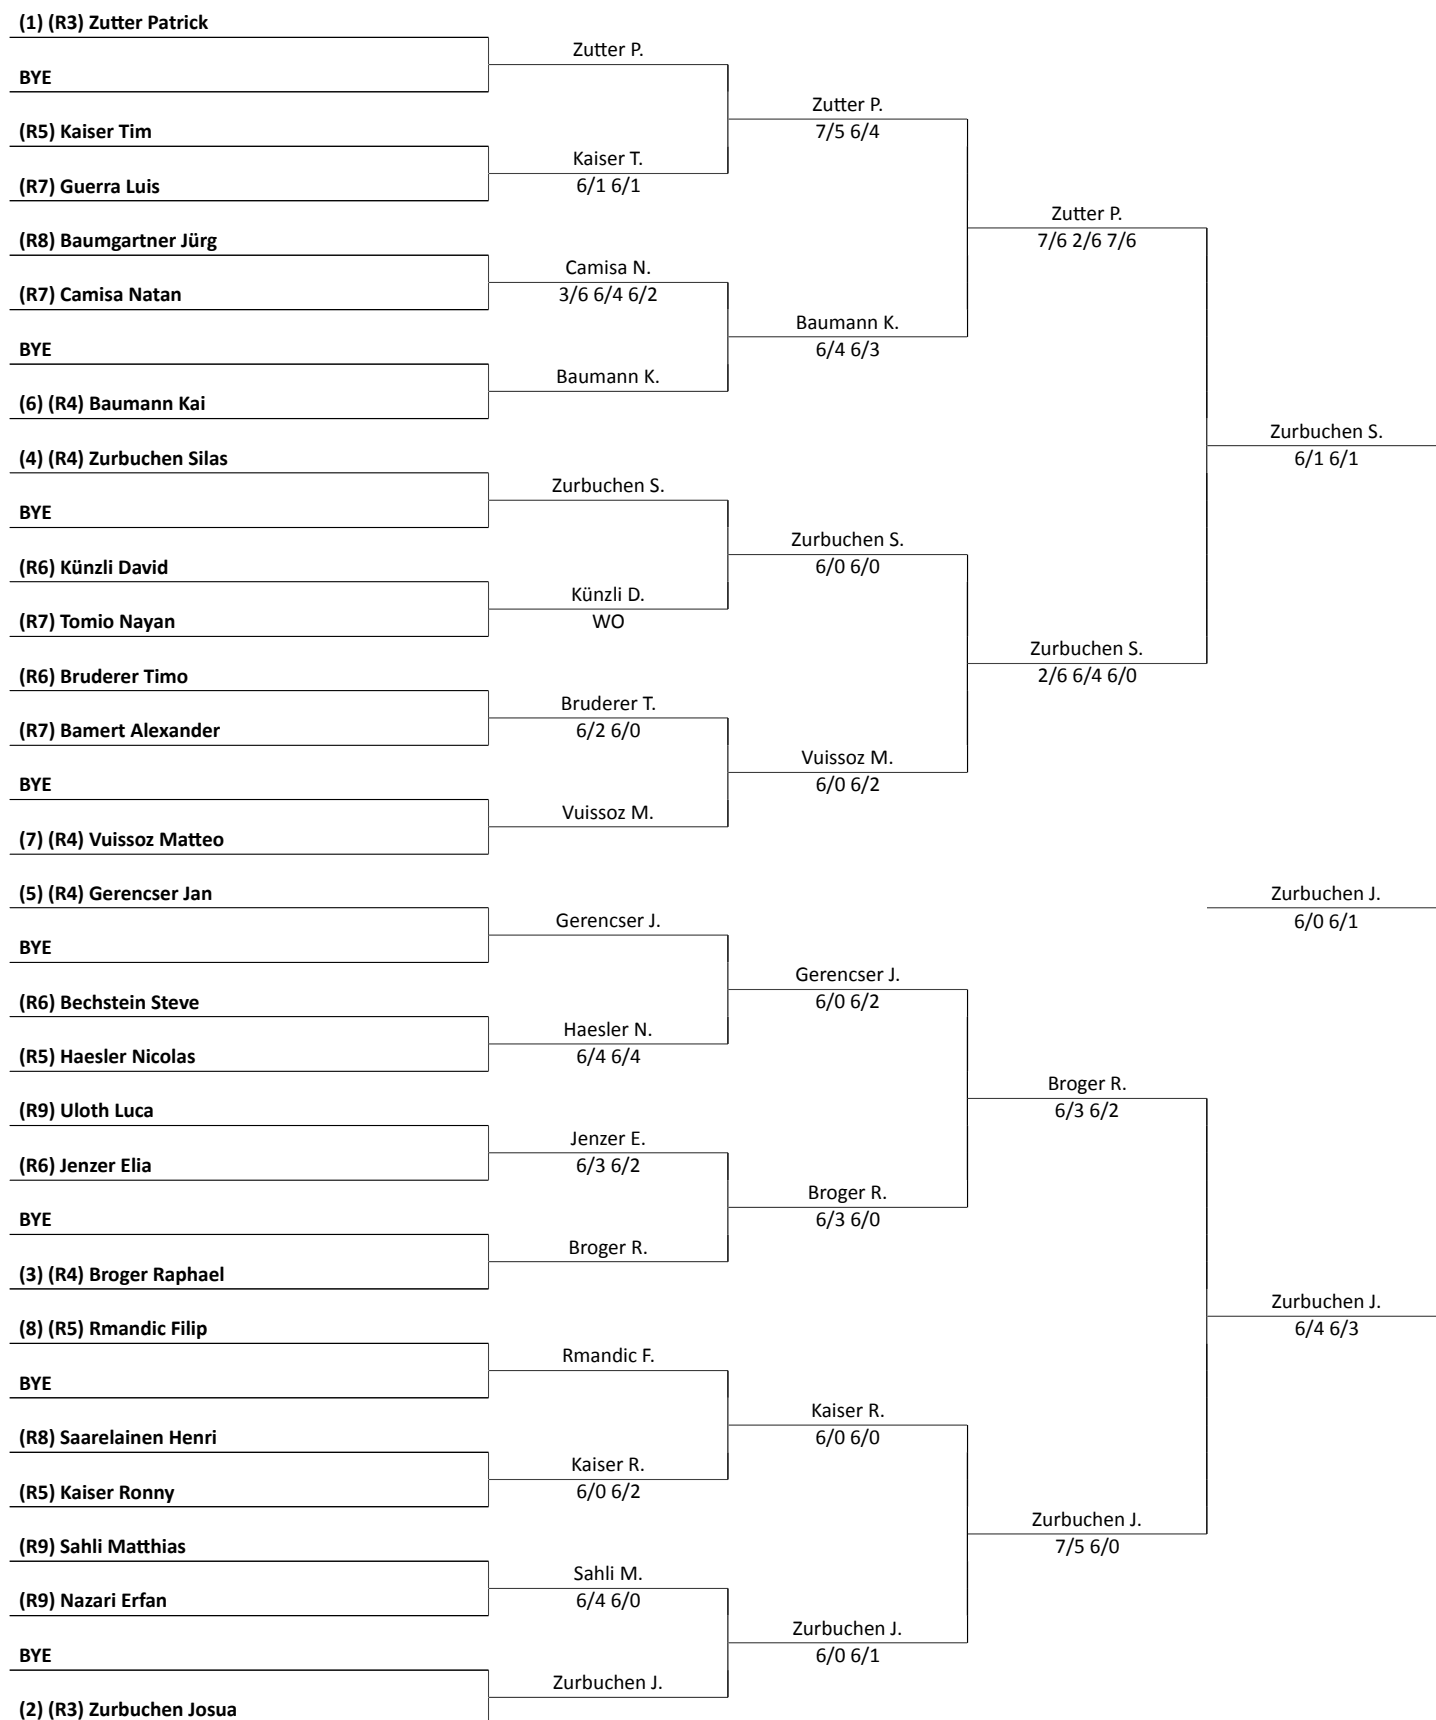 (1) (R3) Zutter Patrick
Zutter P.
BYE
Zutter P.
7/5 6/4
(R5) Kaiser Tim
Kaiser T.
6/1 6/1
(R7) Guerra Luis
Zutter P.
7/6 2/6 7/6
(R8) Baumgartner Jürg
Camisa N.
3/6 6/4 6/2
(R7) Camisa Natan
Baumann K.
6/4 6/3
BYE
Baumann K.
(6) (R4) Baumann Kai
Zurbuchen S.
6/1 6/1
(4) (R4) Zurbuchen Silas
Zurbuchen S.
BYE
Zurbuchen S.
6/0 6/0
(R6) Künzli David
Künzli D.
WO
(R7) Tomio Nayan
Zurbuchen S.
2/6 6/4 6/0
(R6) Bruderer Timo
Bruderer T.
6/2 6/0
(R7) Bamert Alexander
Vuissoz M.
6/0 6/2
BYE
Vuissoz M.
(7) (R4) Vuissoz Matteo
(5) (R4) Gerencser Jan
Zurbuchen J.
6/0 6/1
Gerencser J.
BYE
Gerencser J.
6/0 6/2
(R6) Bechstein Steve
Haesler N.
6/4 6/4
(R5) Haesler Nicolas
Broger R.
6/3 6/2
(R9) Uloth Luca
Jenzer E.
6/3 6/2
(R6) Jenzer Elia
Broger R.
6/3 6/0
BYE
Broger R.
(3) (R4) Broger Raphael
Zurbuchen J.
6/4 6/3
(8) (R5) Rmandic Filip
Rmandic F.
BYE
Kaiser R.
6/0 6/0
(R8) Saarelainen Henri
Kaiser R.
6/0 6/2
(R5) Kaiser Ronny
Zurbuchen J.
7/5 6/0
(R9) Sahli Matthias
Sahli M.
6/4 6/0
(R9) Nazari Erfan
Zurbuchen J.
6/0 6/1
BYE
Zurbuchen J.
(2) (R3) Zurbuchen Josua